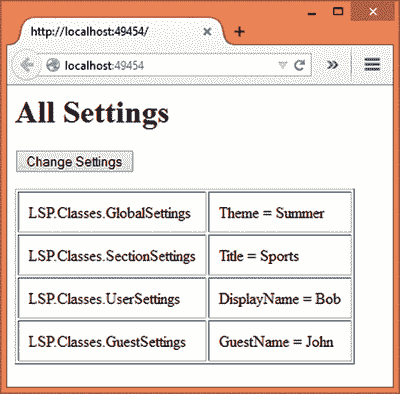 http://localhost:49454/
localhost:49454
All Settings
Change Settings
LSP.Classes.GlobalSettings Theme = Summer
LSP.Classes.SectionSettings Title = Sports
LSP.Classes.UserSettings DisplayName = Bob
LSP.Classes.GuestSettings GuestName = John